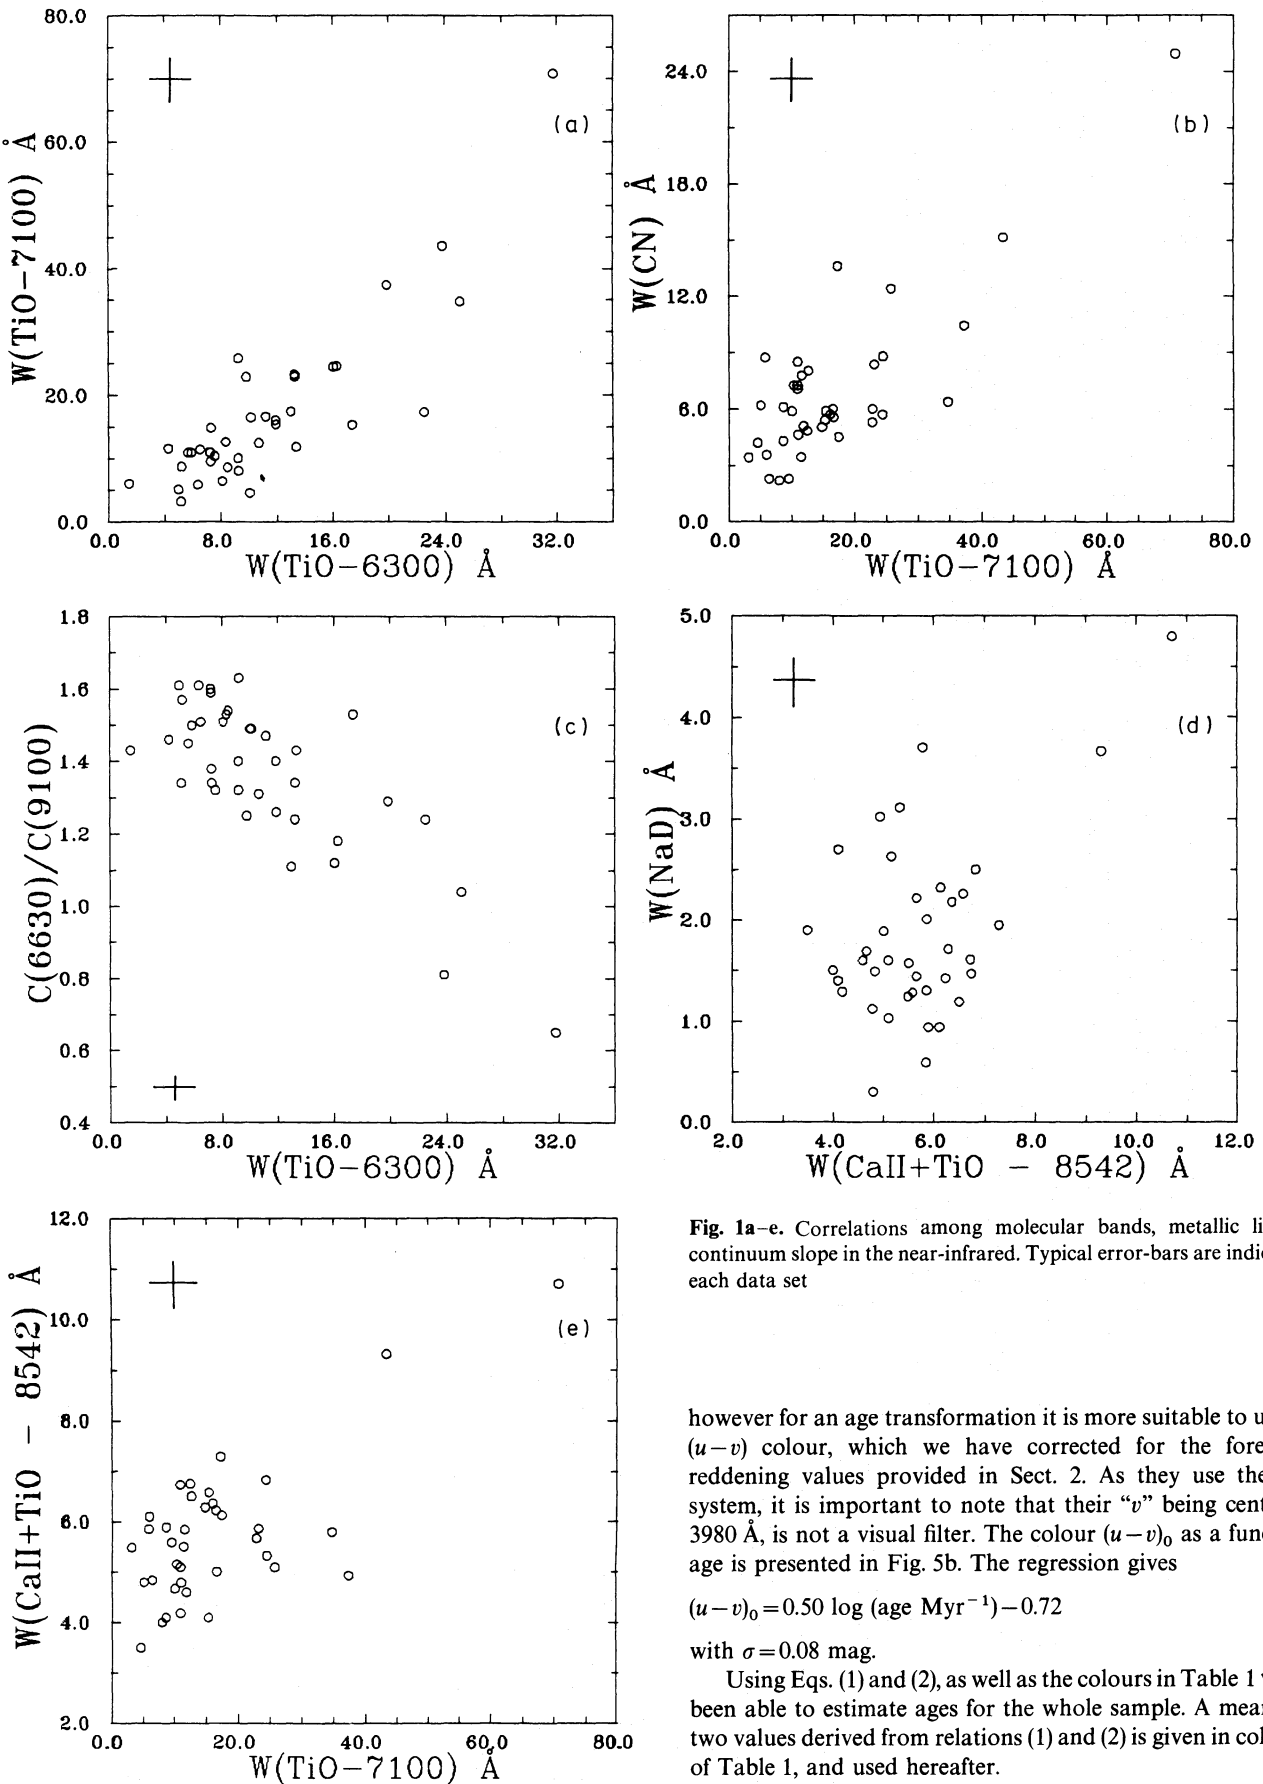 80.0
60.0
40.0
20.0
0.0
W(TiO−7100) Å
(a)
0.0 8.0 16.0 24.0 32.0
W(TiO−6300) Å
24.0
18.0
12.0
6.0
0.0
W(CN) Å
(b)
0.0 20.0 40.0 60.0 80.0
W(TiO−7100) Å
1.8
1.6
1.4
1.2
1.0
0.8
0.6
0.4
C(6630)/C(9100)
(c)
0.0 8.0 16.0 24.0 32.0
W(TiO−6300) Å
5.0
4.0
3.0
2.0
1.0
0.0
W(NaD) Å
(d)
2.0 4.0 6.0 8.0 10.0 12.0
W(CaII+TiO − 8542) Å
12.0
10.0
8.0
6.0
4.0
2.0
W(CaII+TiO − 8542) Å
(e)
0.0 20.0 40.0 60.0 80.0
W(TiO−7100) Å
Fig. 1a–e. Correlations among molecular bands, metallic li
continuum slope in the near-infrared. Typical error-bars are indi
each data set
however for an age transformation it is more suitable to u
(u−v) colour, which we have corrected for the fore
reddening values provided in Sect. 2. As they use the
system, it is important to note that their “v” being cent
3980 Å, is not a visual filter. The colour (u−v)₀ as a fun
age is presented in Fig. 5b. The regression gives
(u−v)₀=0.50 log (age Myr⁻¹)−0.72
with σ=0.08 mag.
Using Eqs. (1) and (2), as well as the colours in Table 1
been able to estimate ages for the whole sample. A mea
two values derived from relations (1) and (2) is given in col
of Table 1, and used hereafter.